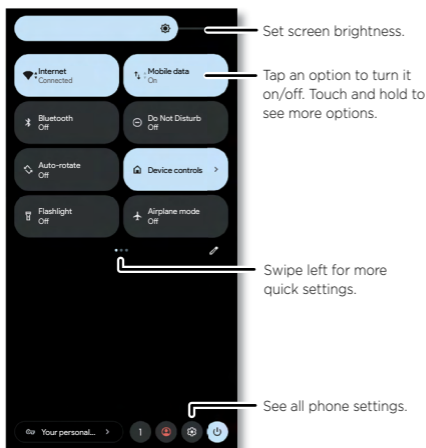 Set screen brightness.
Internet
Connected
Mobile data
On
Tap an option to turn it
on/off. Touch and hold to
see more options.
Bluetooth
Off
Do Not Disturb
Off
Auto-rotate
Off
Device controls
Flashlight
Off
Airplane mode
Off
Swipe left for more
quick settings.
See all phone settings.
Your personal...
1